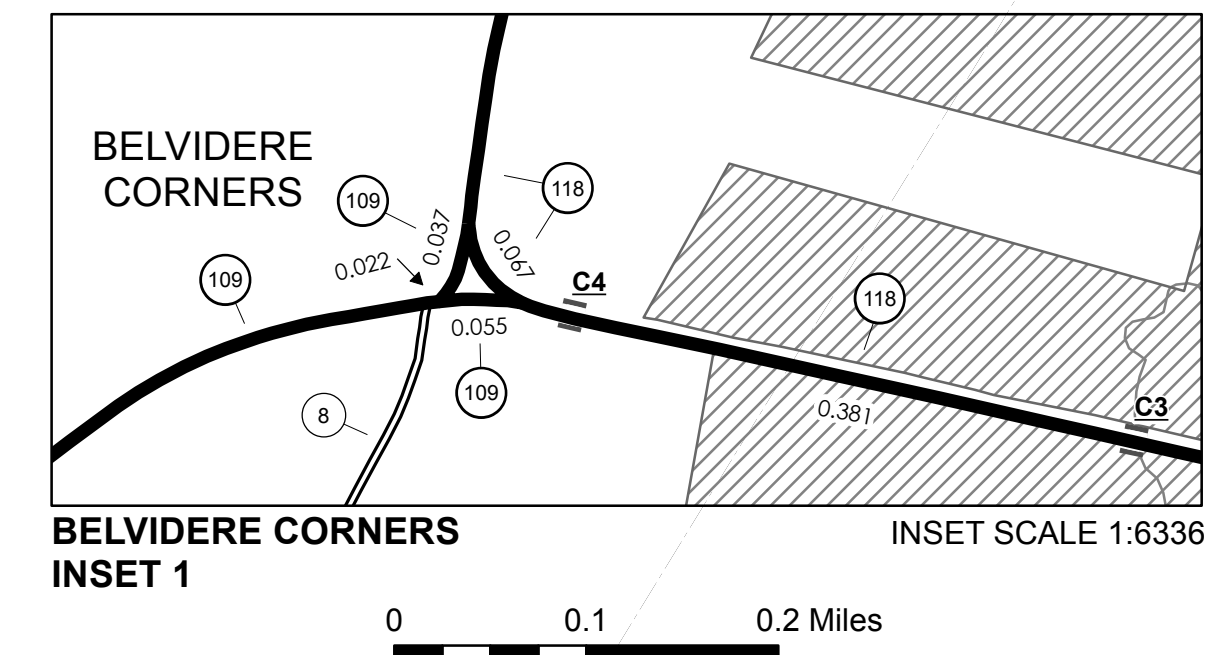 BELVIDERE
CORNERS
109
118
0.037
0.067
0.022
109
C4
118
0.055
109
0.381
C3
8
BELVIDERE CORNERS
INSET 1
INSET SCALE 1:6336
0 0.1 0.2 Miles